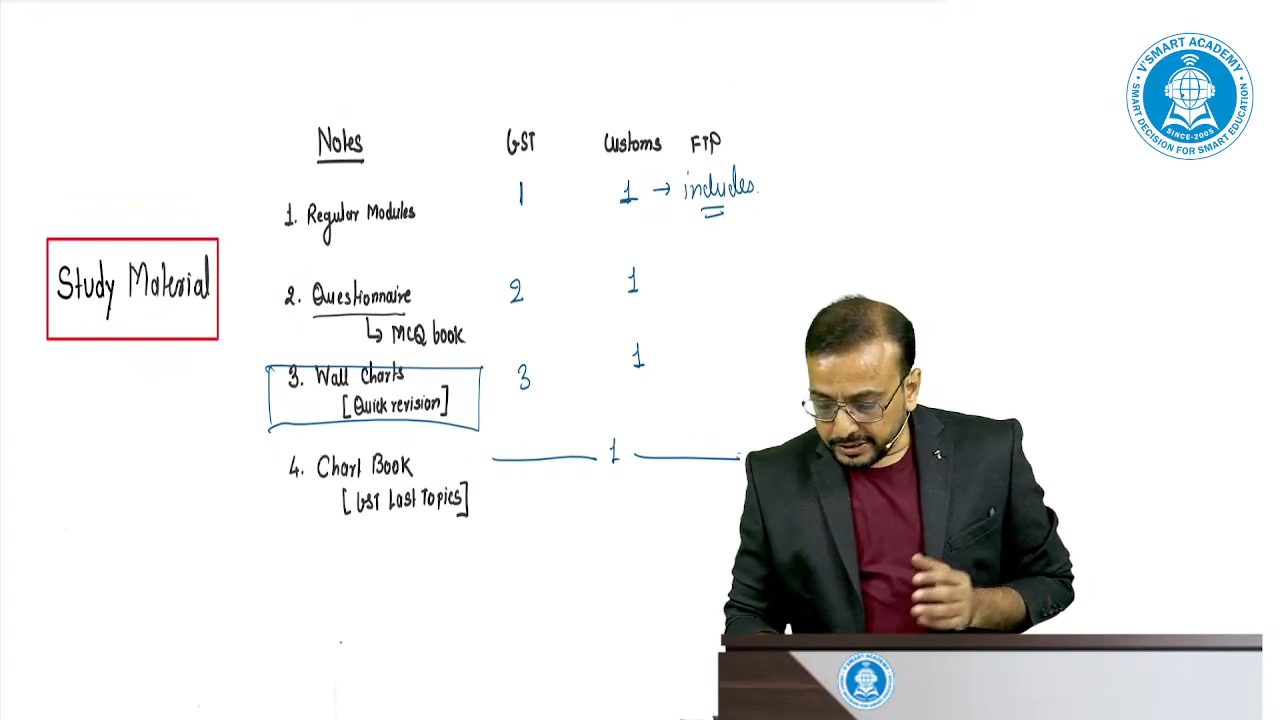 V'SMART ACADEMY
SMART DECISION FOR SMART EDUCATION
SINCE-2005
Notes GST Customs FTP
1. Regular Modules 1 1 → includes.
Study Material
2. Questionnaire 2 1
↳ MCQ book
3. Wall Charts 3 1
[Quick revision]
4. Chart Book 1
[GST Last Topics]